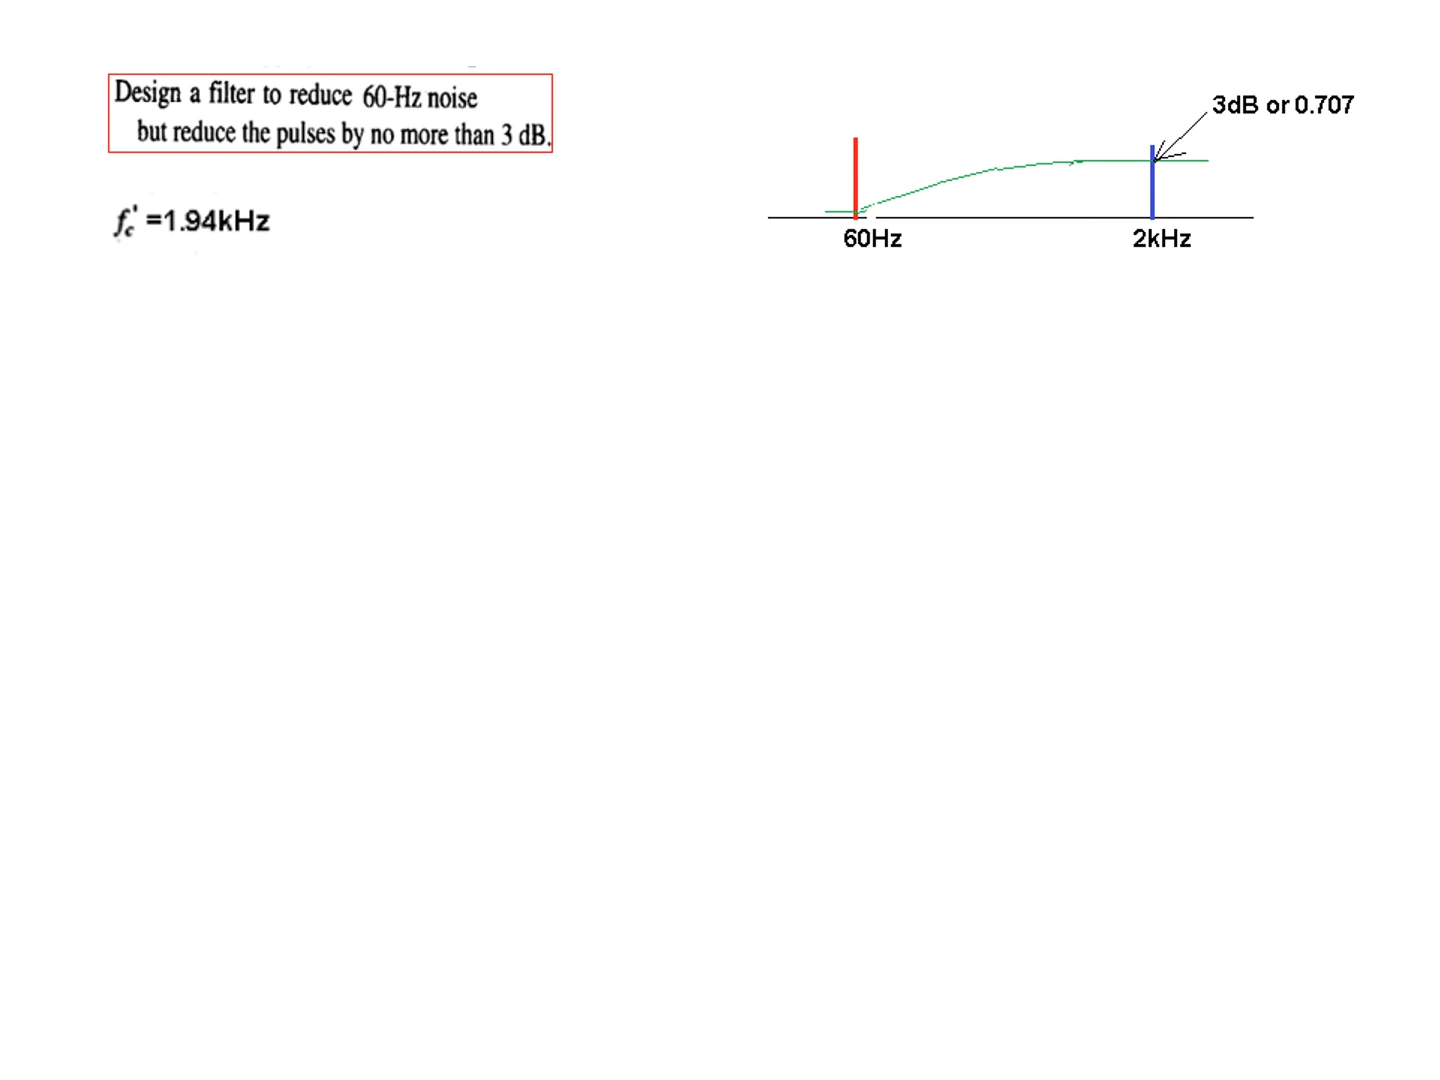 Design a filter to reduce 60-Hz noise
but reduce the pulses by no more than 3 dB.
fc' =1.94kHz
3dB or 0.707
60Hz
2kHz